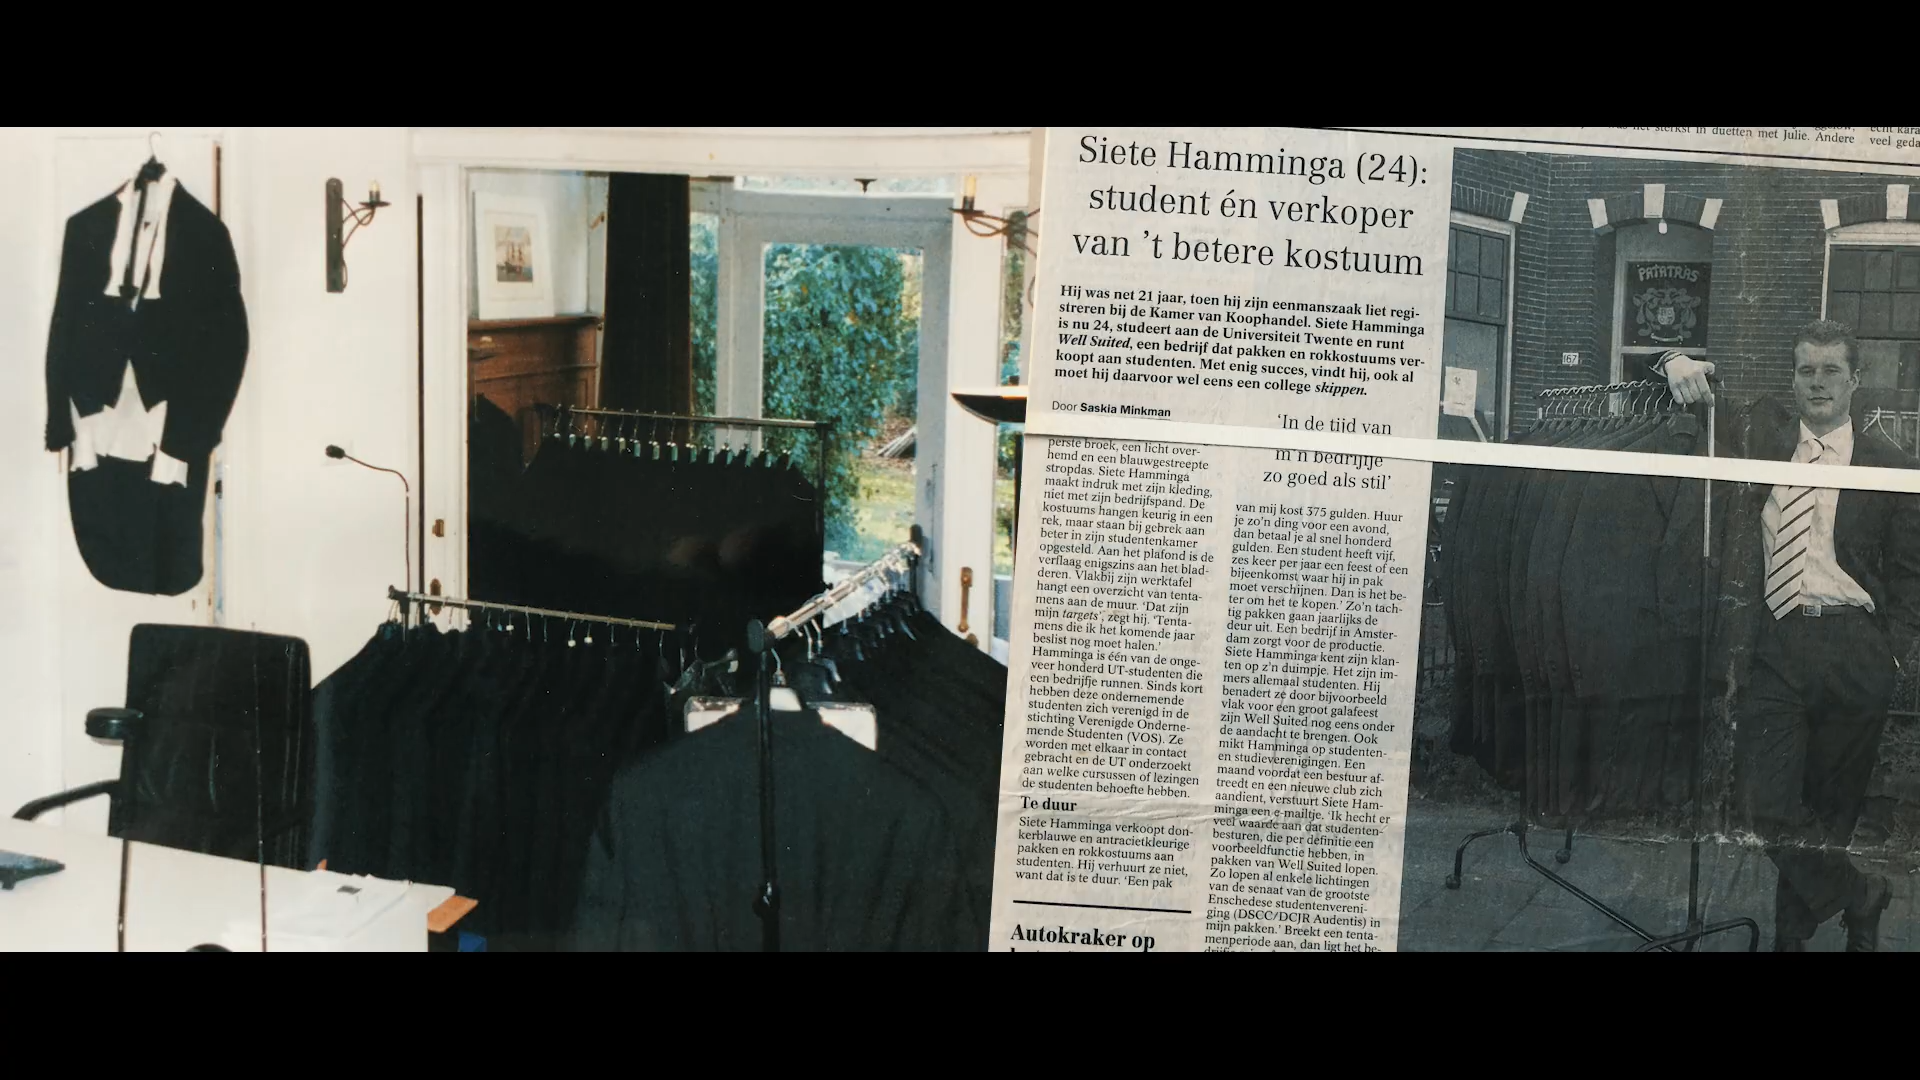 het sterkst in duetten met Julie. Andere
veel geda
Siete Hamminga (24):
student én verkoper
van ’t betere kostuum
Hij was net 21 jaar, toen hij zijn eenmanszaak liet regi-
streren bij de Kamer van Koophandel. Siete Hamminga
is nu 24, studeert aan de Universiteit Twente en runt
Well Suited, een bedrijf dat pakken en rokkostuums ver-
koopt aan studenten. Met enig succes, vindt hij, ook al
moet hij daarvoor wel eens een college skippen.
Door Saskia Minkman
perste broek, een licht over-
hemd en een blauwgestreepte
stropdas. Siete Hamminga
maakt indruk met zijn kleding,
niet met zijn bedrijfspand. De
kostuums hangen keurig in een
rek, maar staan bij gebrek aan
beter in zijn studentenkamer
opgesteld. Aan het plafond is de
verflaag enigszins aan het blad-
deren. Vlakbij zijn werktafel
hangt een overzicht van tenta-
mens aan de muur. ‘Dat zijn
mijn targets’, zegt hij. ‘Tenta-
mens die ik het komende jaar
beslist nog moet halen.’
Hamminga is één van de onge-
veer honderd UT-studenten die
een bedrijfje runnen. Sinds kort
hebben deze ondernemende
studenten zich verenigd in de
stichting Verenigde Onderne-
mende Studenten (VOS). Ze
worden met elkaar in contact
gebracht en de UT onderzoekt
aan welke cursussen of lezingen
de studenten behoefte hebben.
Te duur
Siete Hamminga verkoopt don-
kerblauwe en antracietkleurige
pakken en rokkostuums aan
studenten. Hij verhuurt ze niet,
want dat is te duur. ‘Een pak
Autokraker op
‘In de tijd van
m’n bedrijfje
zo goed als stil’
van mij kost 375 gulden. Huur
je zo’n ding voor een avond,
dan betaal je al snel honderd
gulden. Een student heeft vijf,
zes keer per jaar een feest of een
bijeenkomst waar hij in pak
moet verschijnen. Dan is het be-
ter om het te kopen.’ Zo’n tach-
tig pakken gaan jaarlijks de
deur uit. Een bedrijf in Amster-
dam zorgt voor de productie.
Siete Hamminga kent zijn klan-
ten op z’n duimpje. Het zijn im-
mers allemaal studenten. Hij
benadert ze door bijvoorbeeld
vlak voor een groot galafeest
zijn Well Suited nog eens onder
de aandacht te brengen. Ook
mikt Hamminga op studenten-
en studieverenigingen. Een
maand voordat een bestuur af-
treedt en een nieuwe club zich
aandient, verstuurt Siete Ham-
minga een e-mailtje. ‘Ik hecht er
veel waarde aan dat studenten-
besturen, die per definitie een
voorbeeldfunctie hebben, in
pakken van Well Suited lopen.
Zo lopen al enkele lichtingen
van de senaat van de grootste
Enschedese studentenvereni-
ging (DSCC/DCJR Audentis) in
mijn pakken.’ Breekt een tenta-
menperiode aan, dan ligt het be-
PATATRAS
167